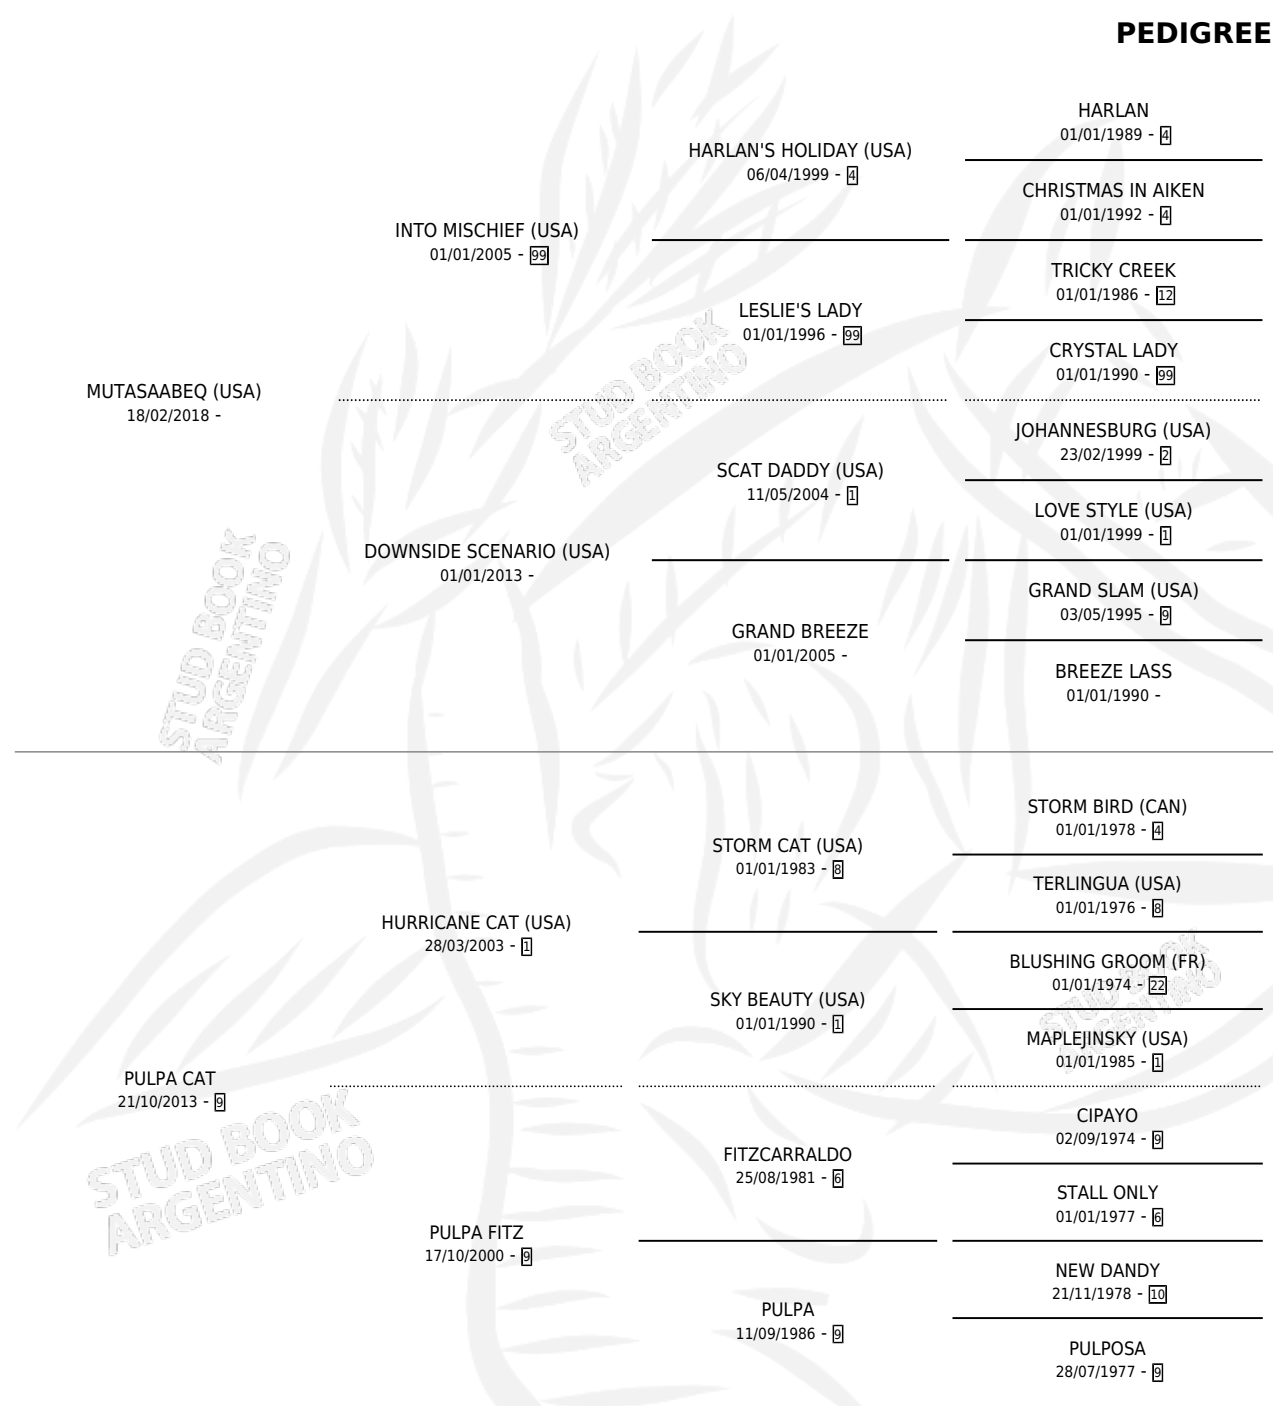 PEDIGREE
HARLAN
01/01/1989 - 4
HARLAN'S HOLIDAY (USA)
06/04/1999 - 4
CHRISTMAS IN AIKEN
01/01/1992 - 4
INTO MISCHIEF (USA)
01/01/2005 - 99
TRICKY CREEK
01/01/1986 - 12
LESLIE'S LADY
01/01/1996 - 99
CRYSTAL LADY
01/01/1990 - 99
MUTASAABEQ (USA)
18/02/2018 -
JOHANNESBURG (USA)
23/02/1999 - 2
SCAT DADDY (USA)
11/05/2004 - 1
LOVE STYLE (USA)
01/01/1999 - 1
DOWNSIDE SCENARIO (USA)
01/01/2013 -
GRAND SLAM (USA)
03/05/1995 - 9
GRAND BREEZE
01/01/2005 -
BREEZE LASS
01/01/1990 -
STORM BIRD (CAN)
01/01/1978 - 4
STORM CAT (USA)
01/01/1983 - 8
TERLINGUA (USA)
01/01/1976 - 8
HURRICANE CAT (USA)
28/03/2003 - 1
BLUSHING GROOM (FR)
01/01/1974 - 22
SKY BEAUTY (USA)
01/01/1990 - 1
MAPLEJINSKY (USA)
01/01/1985 - 1
PULPA CAT
21/10/2013 - 9
CIPAYO
02/09/1974 - 9
FITZCARRALDO
25/08/1981 - 6
STALL ONLY
01/01/1977 - 6
PULPA FITZ
17/10/2000 - 9
NEW DANDY
21/11/1978 - 10
PULPA
11/09/1986 - 9
PULPOSA
28/07/1977 - 9
STUD BOOK
ARGENTINO
STUD BOOK
ARGENTINO
STUD BOOK
ARGENTINO
STUD BOOK
ARGENTINO